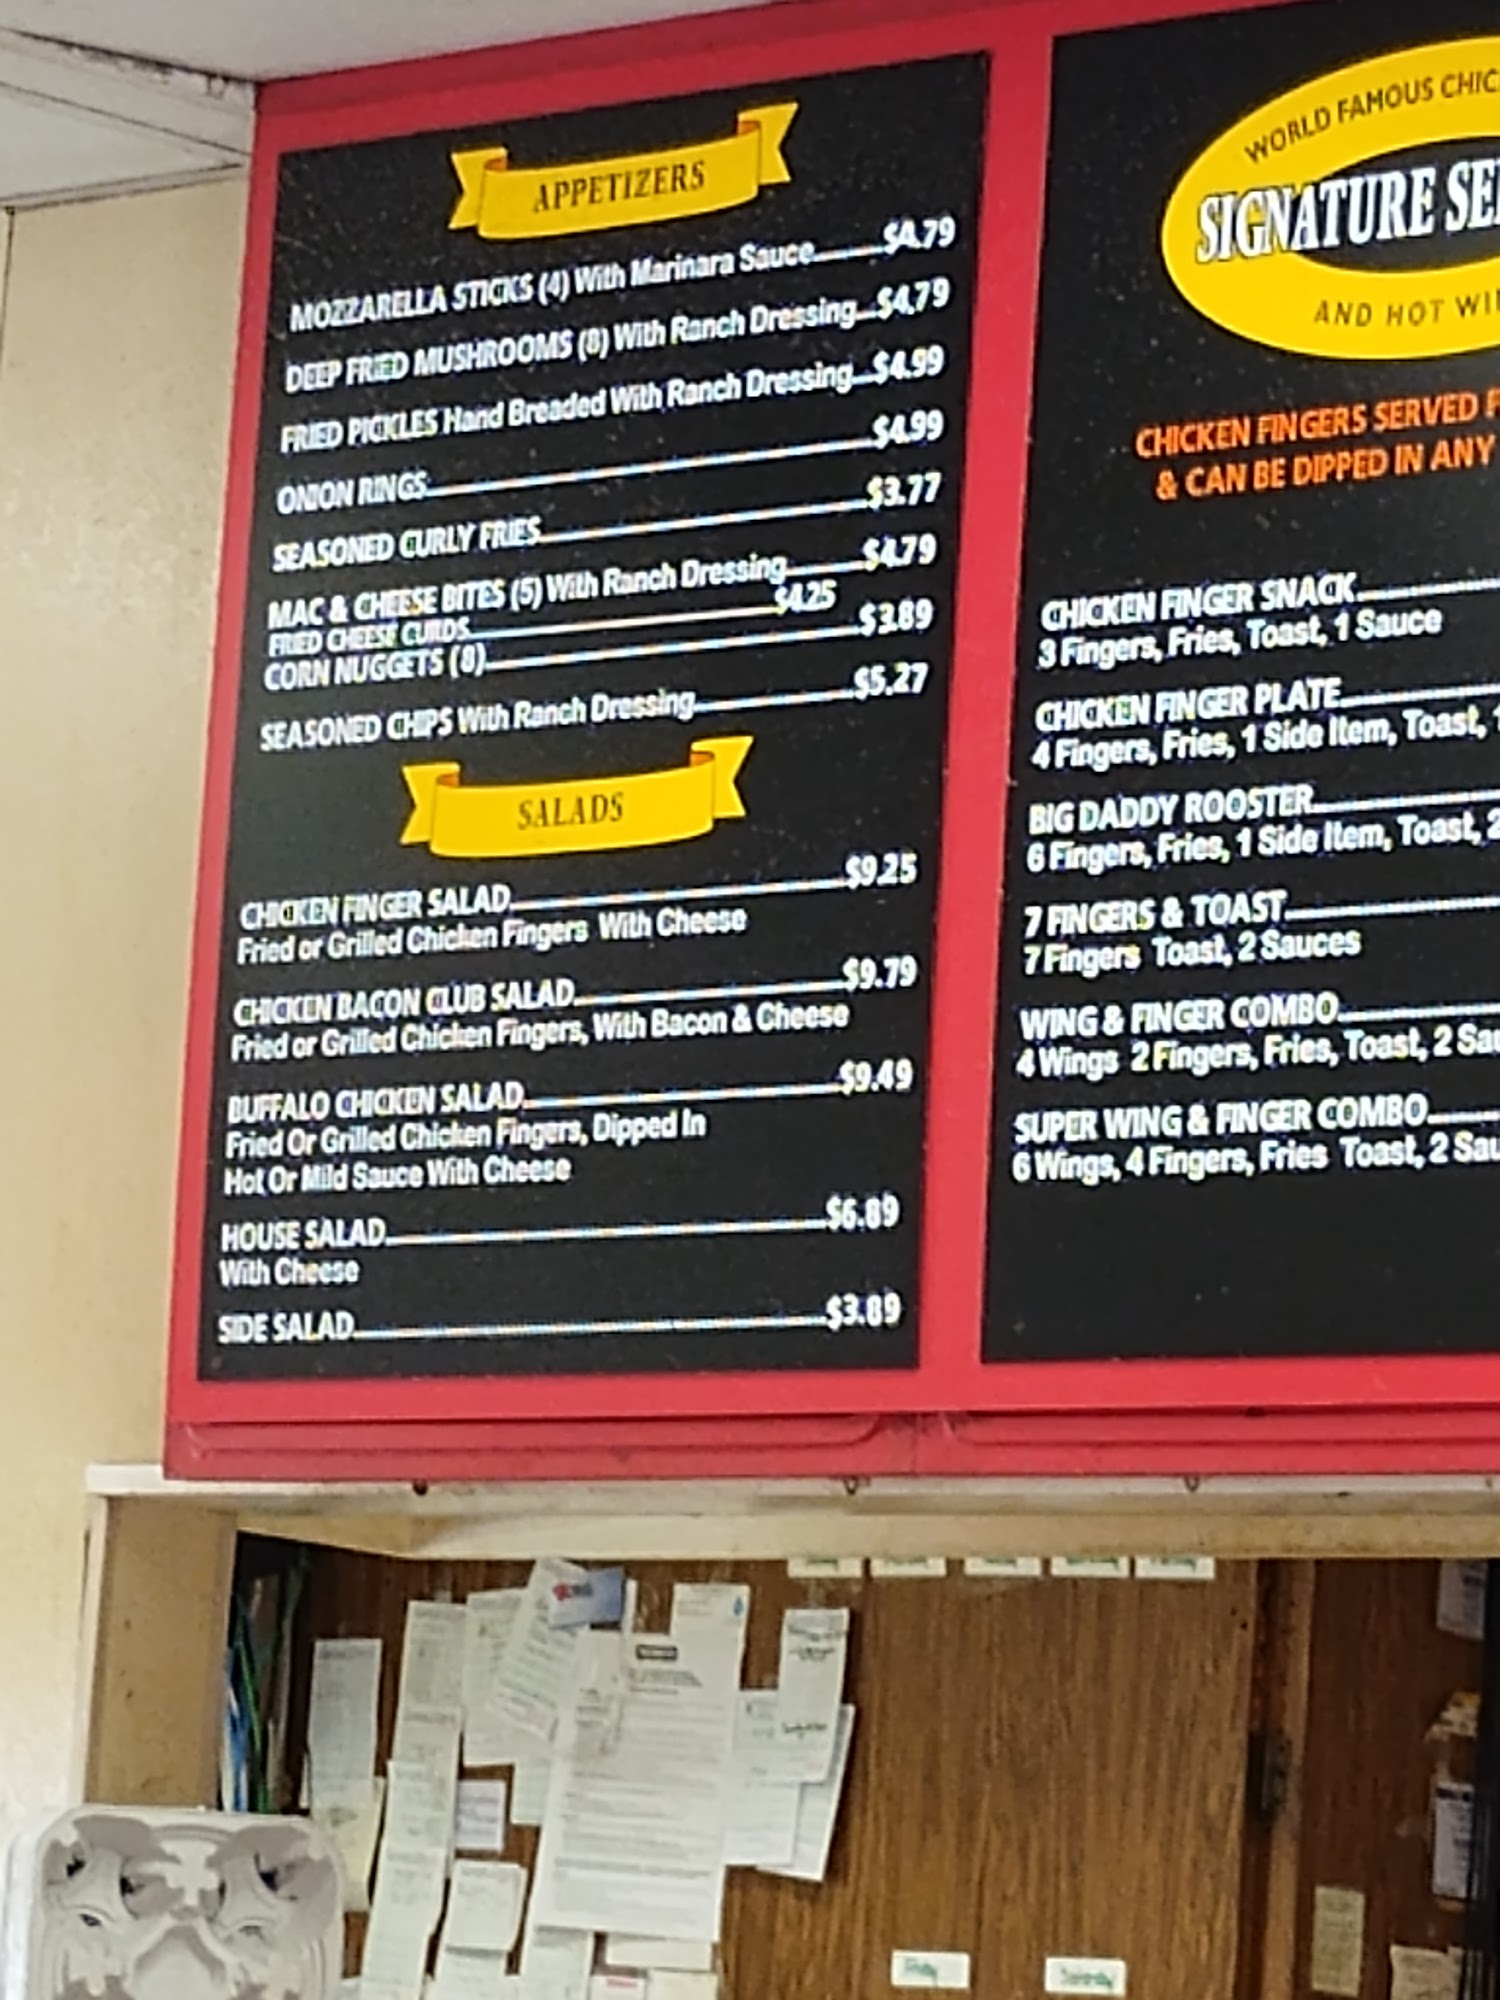 APPETIZERS
MOZZARELLA STICKS (4) With Marinara Sauce......$4.79
DEEP FRIED MUSHROOMS (8) With Ranch Dressing...$4.79
FRIED PICKLES Hand Breaded With Ranch Dressing...$4.99
ONION RINGS..............................$4.99
SEASONED CURLY FRIES..............................$3.77
MAC & CHEESE BITES (5) With Ranch Dressing........$4.79
FRIED CHEESE CURDS..............................$4.25
CORN NUGGETS (8)..............................$3.89
SEASONED CHIPS With Ranch Dressing................$5.27
SALADS
CHICKEN FINGER SALAD..............................$9.25
Fried or Grilled Chicken Fingers With Cheese
CHICKEN BACON CLUB SALAD..............................$9.79
Fried or Grilled Chicken Fingers, With Bacon & Cheese
BUFFALO CHICKEN SALAD..............................$9.49
Fried Or Grilled Chicken Fingers, Dipped In
Hot Or Mild Sauce With Cheese
HOUSE SALAD..............................$6.89
With Cheese
SIDE SALAD..............................$3.89
WORLD FAMOUS CHIC
SIGNATURE SE
AND HOT WI
CHICKEN FINGERS SERVED F
& CAN BE DIPPED IN ANY
CHICKEN FINGER SNACK..............
3 Fingers, Fries, Toast, 1 Sauce
CHICKEN FINGER PLATE..............
4 Fingers, Fries, 1 Side Item, Toast, 1
BIG DADDY ROOSTER..............
6 Fingers, Fries, 1 Side Item, Toast, 2
7 FINGERS & TOAST..............
7 Fingers Toast, 2 Sauces
WING & FINGER COMBO..............
4 Wings 2 Fingers, Fries, Toast, 2 Sau
SUPER WING & FINGER COMBO.......
6 Wings, 4 Fingers, Fries Toast, 2 Sau